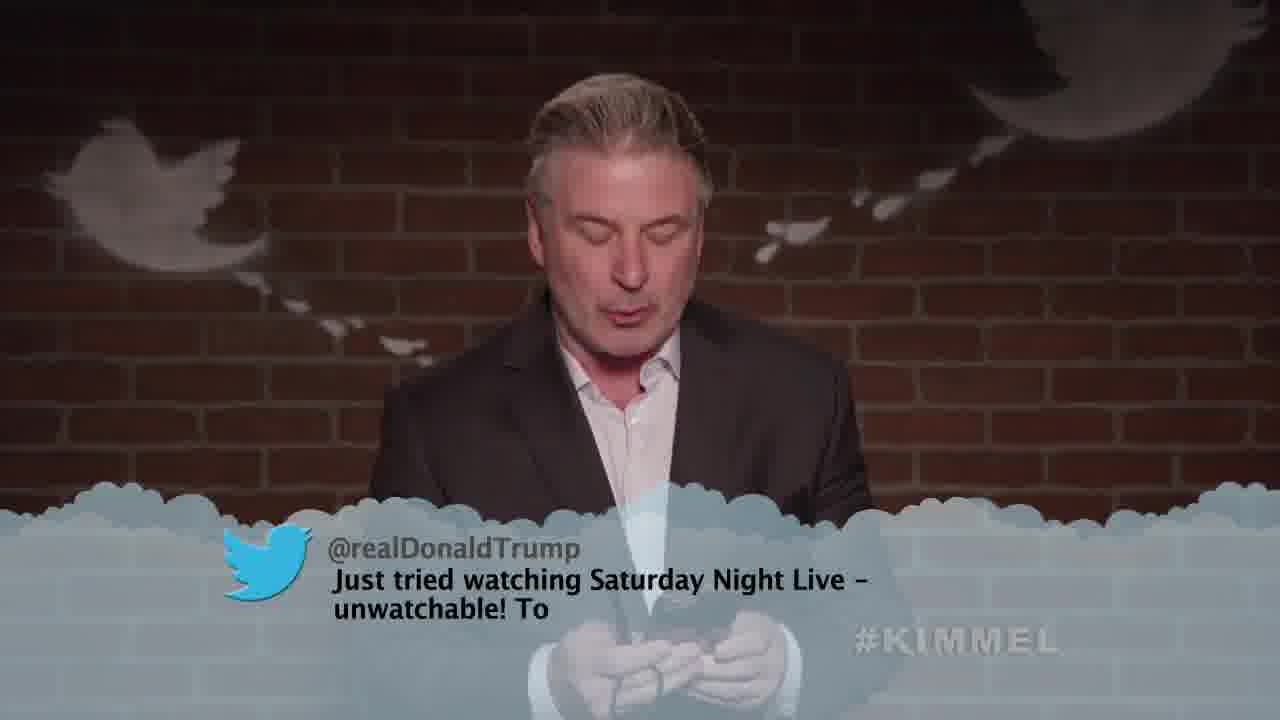 @realDonaldTrump
Just tried watching Saturday Night Live -
unwatchable! To
#KIMMEL